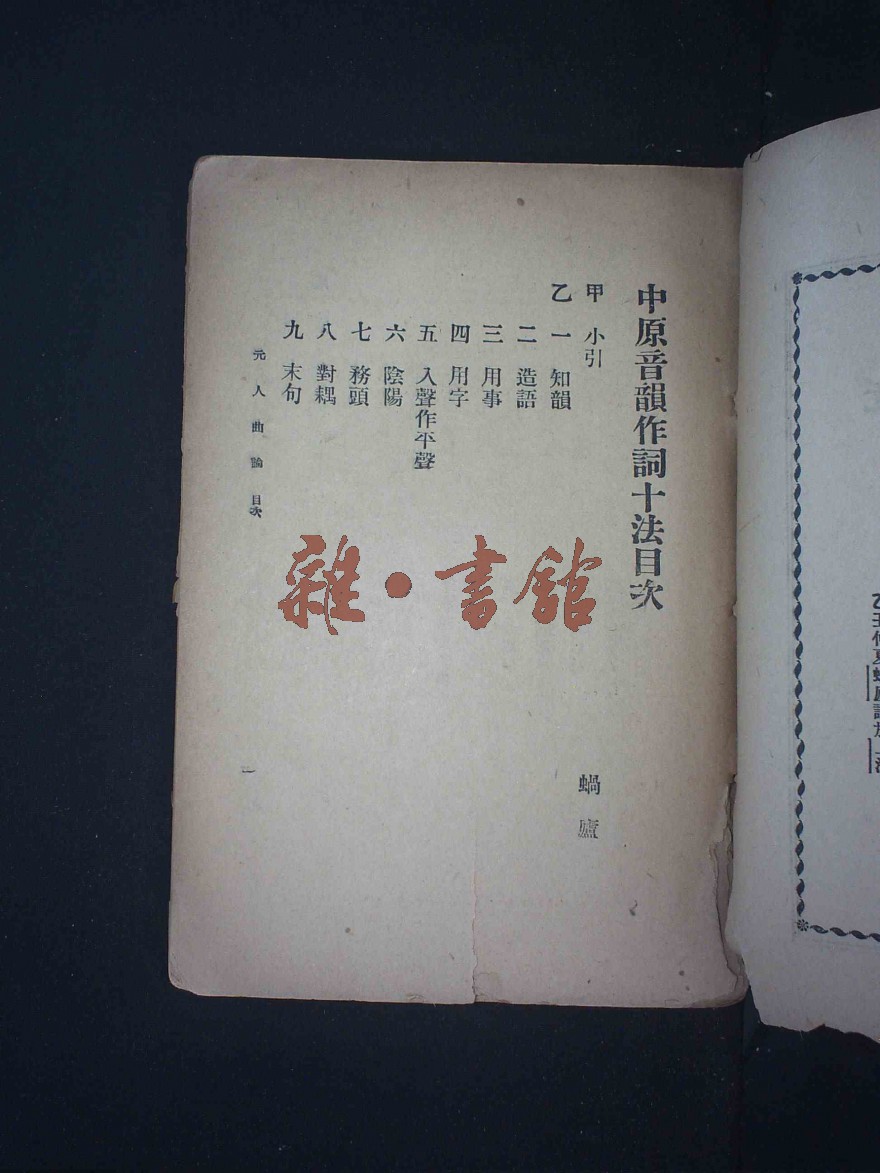 中原音韻作詞十法目次
甲 小引 蝸廬
乙 一 知韻
二 造語
三 用事
四 用字
五 入聲作平聲
六 陰陽
七 務頭
八 對耦
九 末句
元人曲論 目次 一
雜·書館